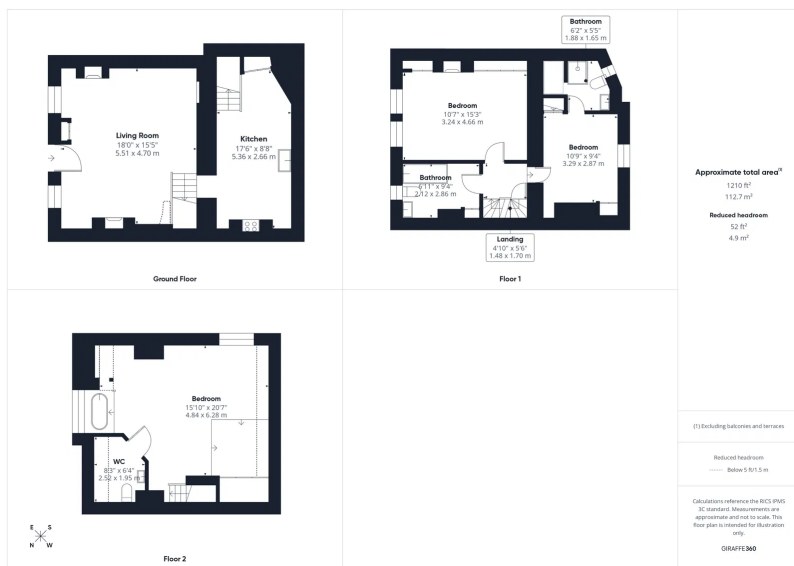 Living Room
18'0" x 15'5"
5.51 x 4.70 m
Kitchen
17'6" x 8'8"
5.36 x 2.66 m
Ground Floor
Bathroom
6'2" x 5'5"
1.88 x 1.65 m
Bedroom
10'7" x 15'3"
3.24 x 4.66 m
Bedroom
10'9" x 9'4"
3.29 x 2.87 m
Bathroom
6'11" x 9'4"
2.12 x 2.86 m
Landing
4'10" x 5'6"
1.48 x 1.70 m
Floor 1
Bedroom
15'10" x 20'7"
4.84 x 6.28 m
WC
8'3" x 6'4"
2.52 x 1.95 m
E S
N W
Floor 2
Approximate total area(1)
1210 ft²
112.7 m²
Reduced headroom
52 ft²
4.9 m²
(1) Excluding balconies and terraces
Reduced headroom
Below 5 ft/1.5 m
Calculations reference the RICS IPMS
3C standard. Measurements are
approximate and not to scale. This
floor plan is intended for illustration
only.
GIRAFFE360